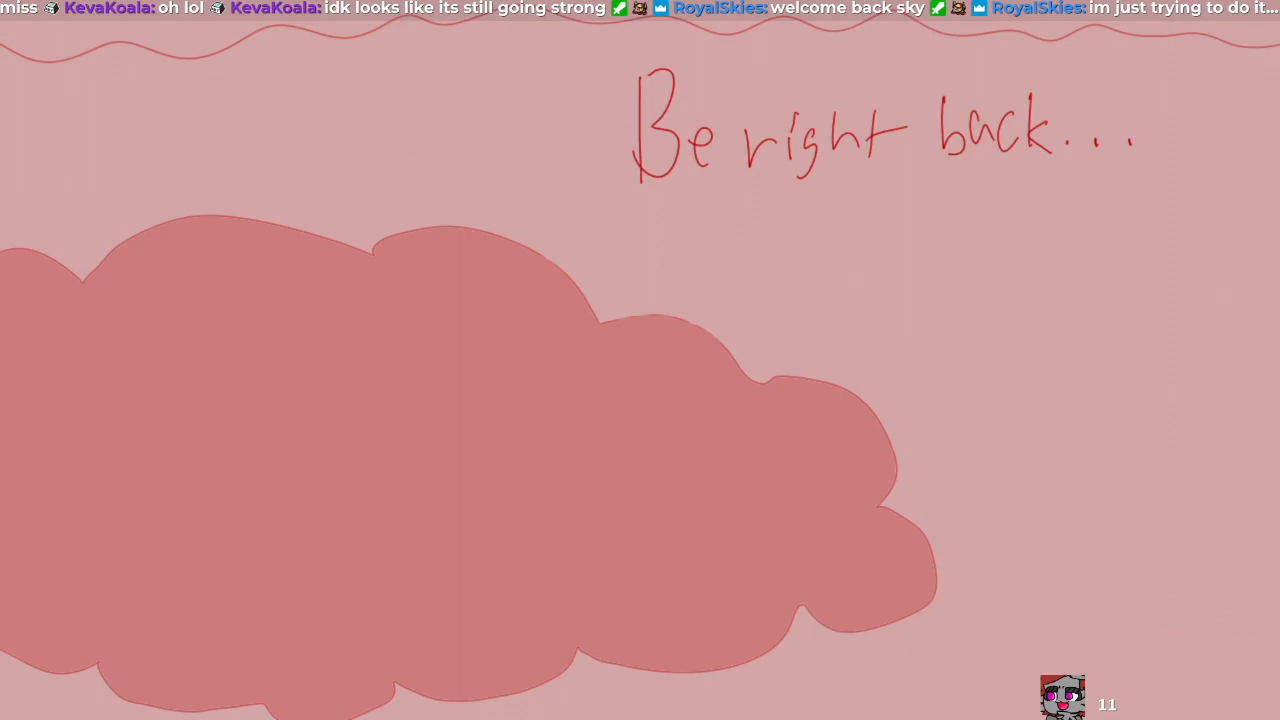 miss KevaKoala: oh lol KevaKoala: idk looks like its still going strong RoyalSkies: welcome back sky RoyalSkies: im just trying to do it...
Be right back...
11